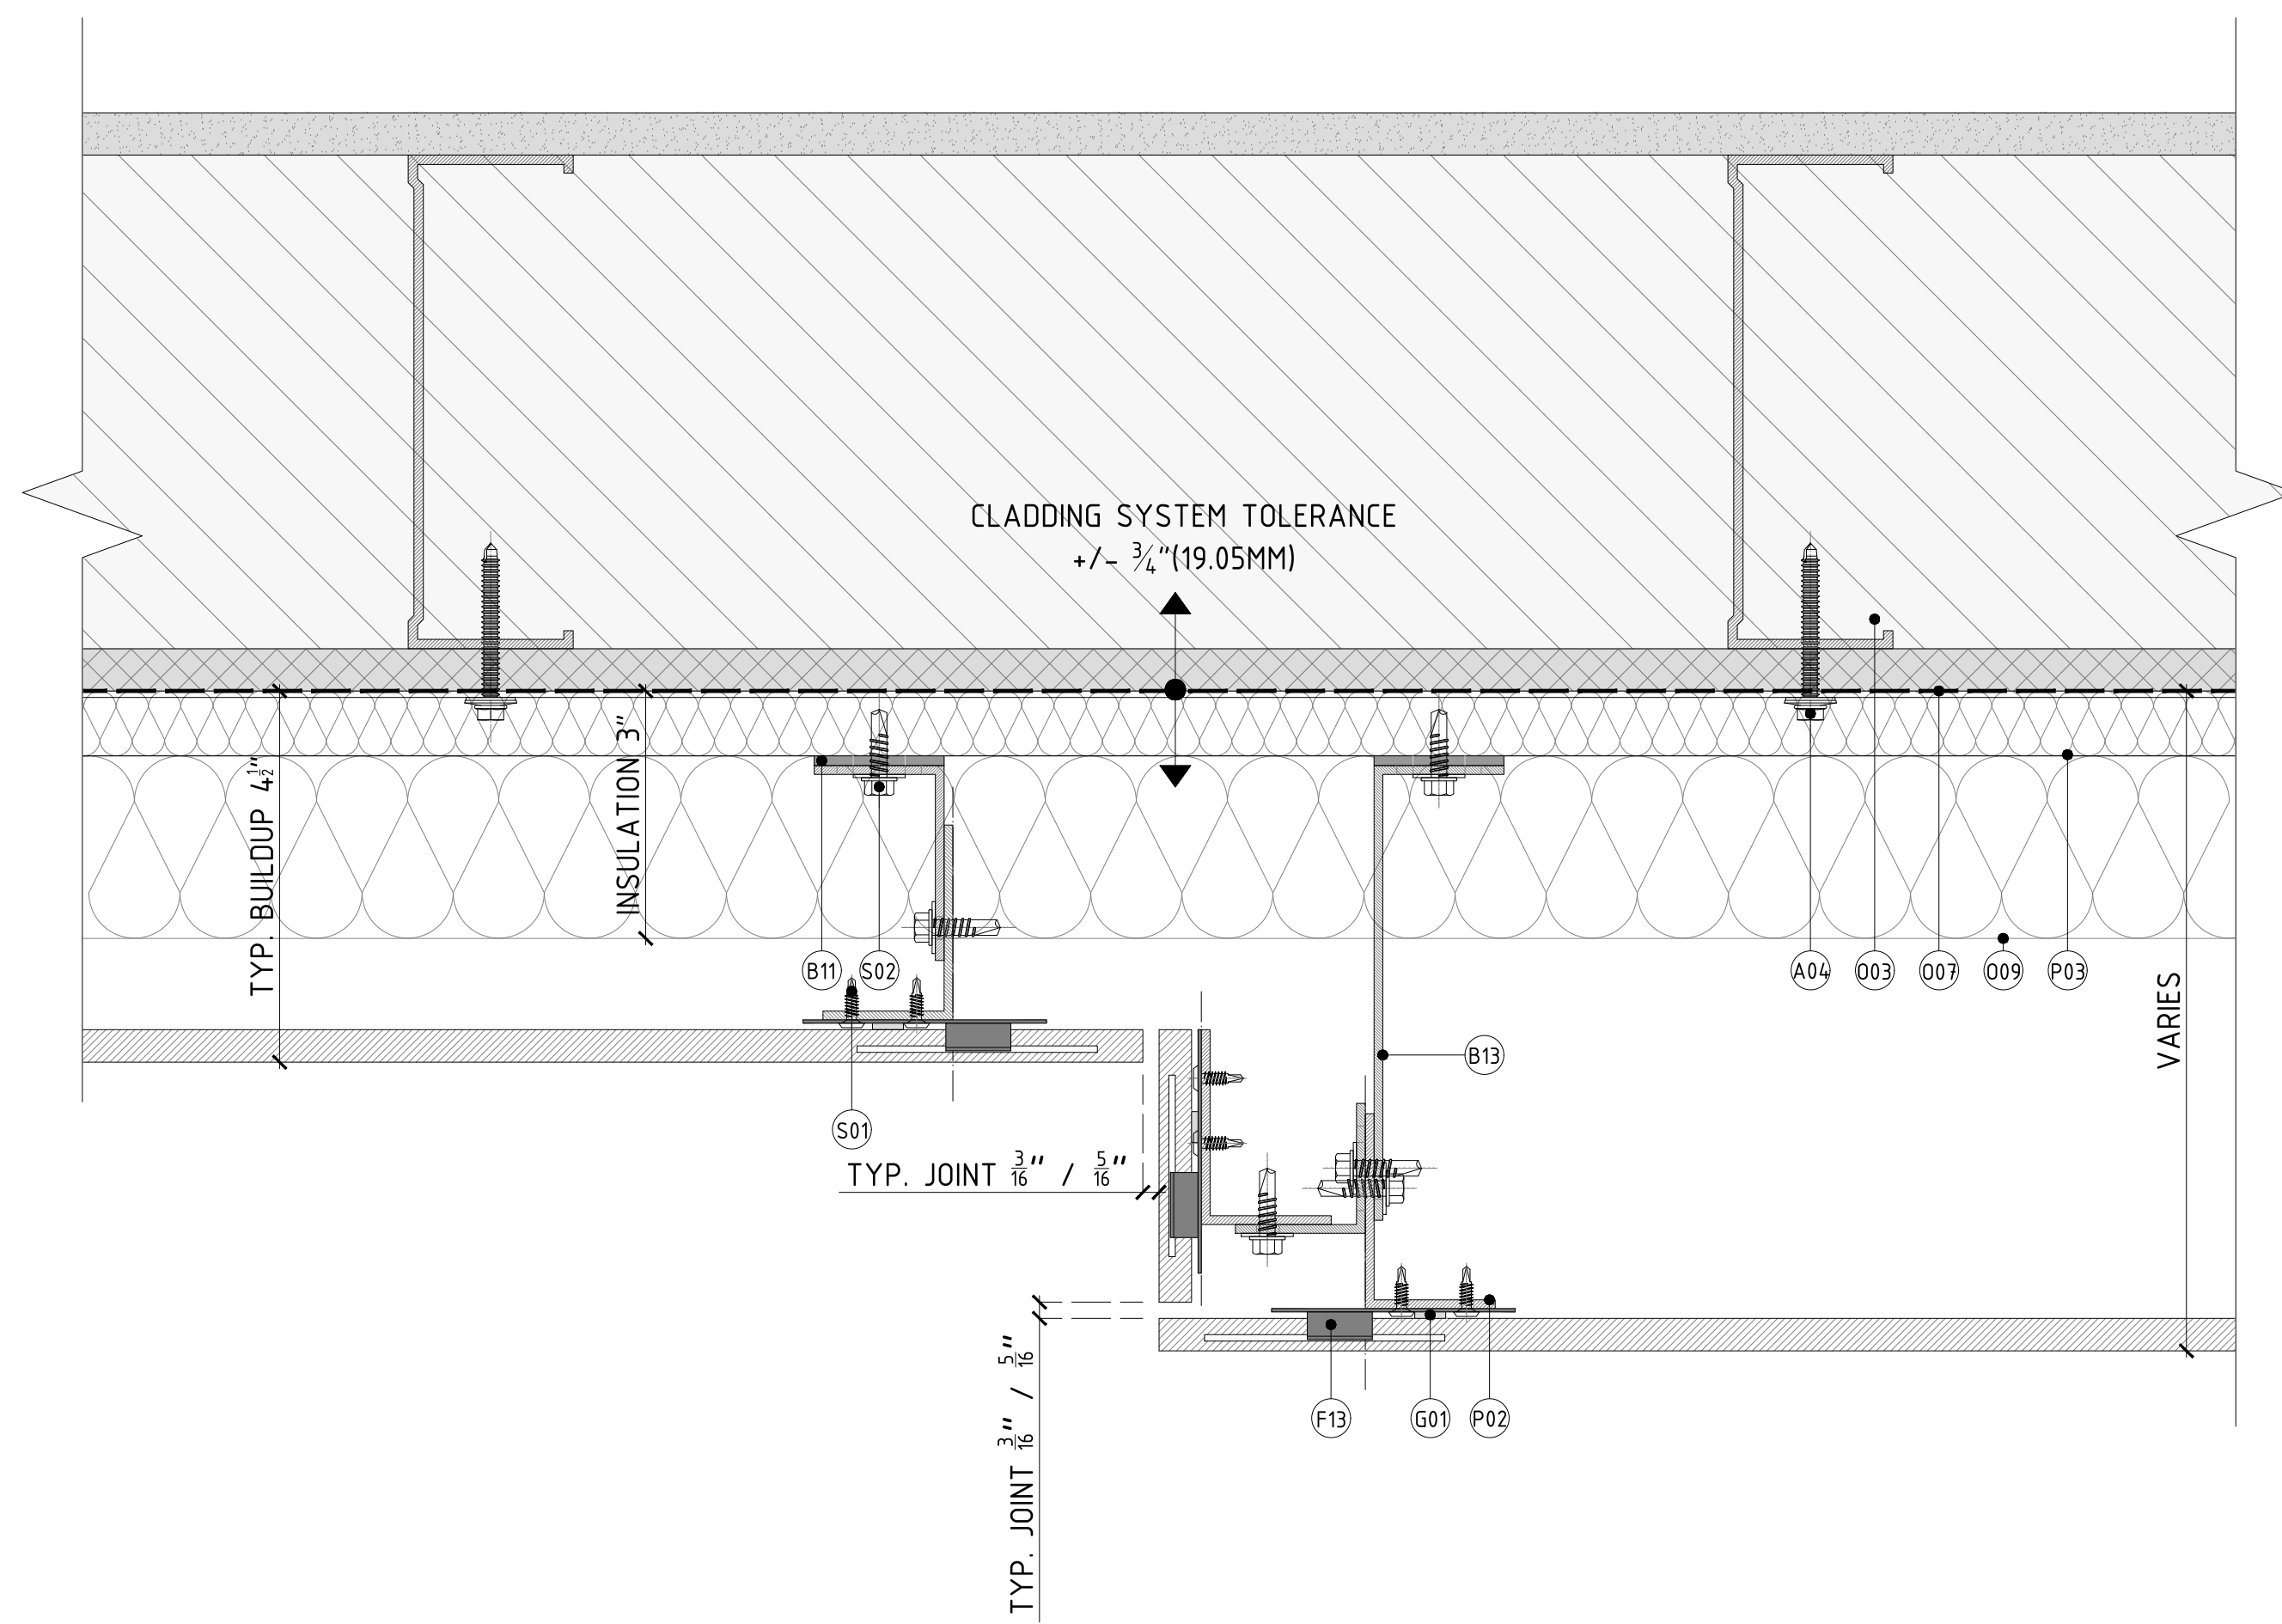 CLADDING SYSTEM TOLERANCE
+/- 3/4"(19.05MM)
TYP. BUILDUP 4 1/2"
INSULATION 3"
B11
S02
A04
O03
O07
O09
P03
VARIES
B13
S01
TYP. JOINT 3/16" / 5/16"
TYP. JOINT 3/16" / 5/16"
F13
G01
P02